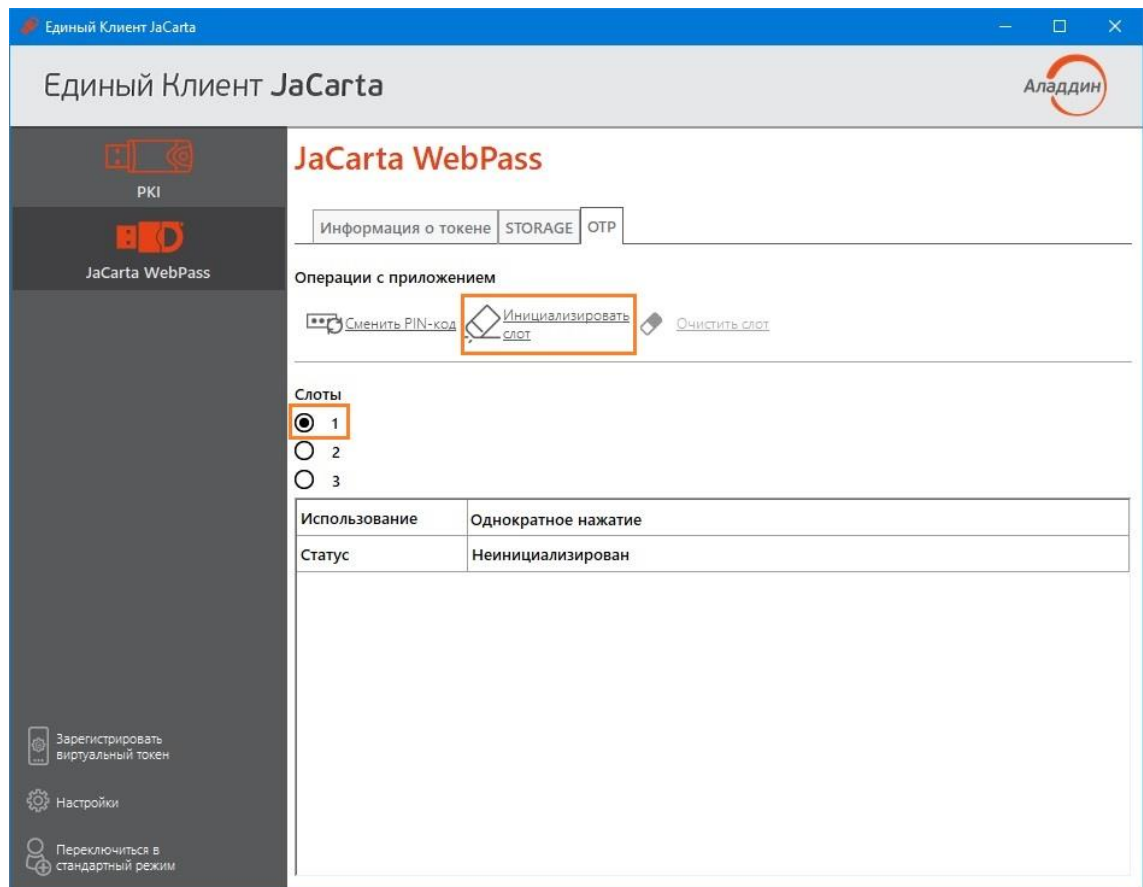 Единый Клиент JaCarta
Единый Клиент JaCarta
Аладдин
PKI
JaCarta WebPass
JaCarta WebPass
Информация о токене STORAGE OTP
Операции с приложением
Сменить PIN-код
Инициализировать
слот
Очистить слот
Слоты
1
2
3
Использование Однократное нажатие
Статус Неинициализирован
Зарегистрировать
виртуальный токен
Настройки
Переключиться в
стандартный режим